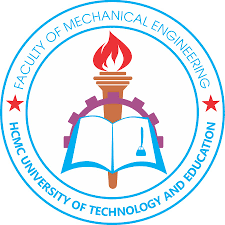 FACULTY OF MECHANICAL ENGINEERING
HCMC UNIVERSITY OF TECHNOLOGY AND EDUCATION